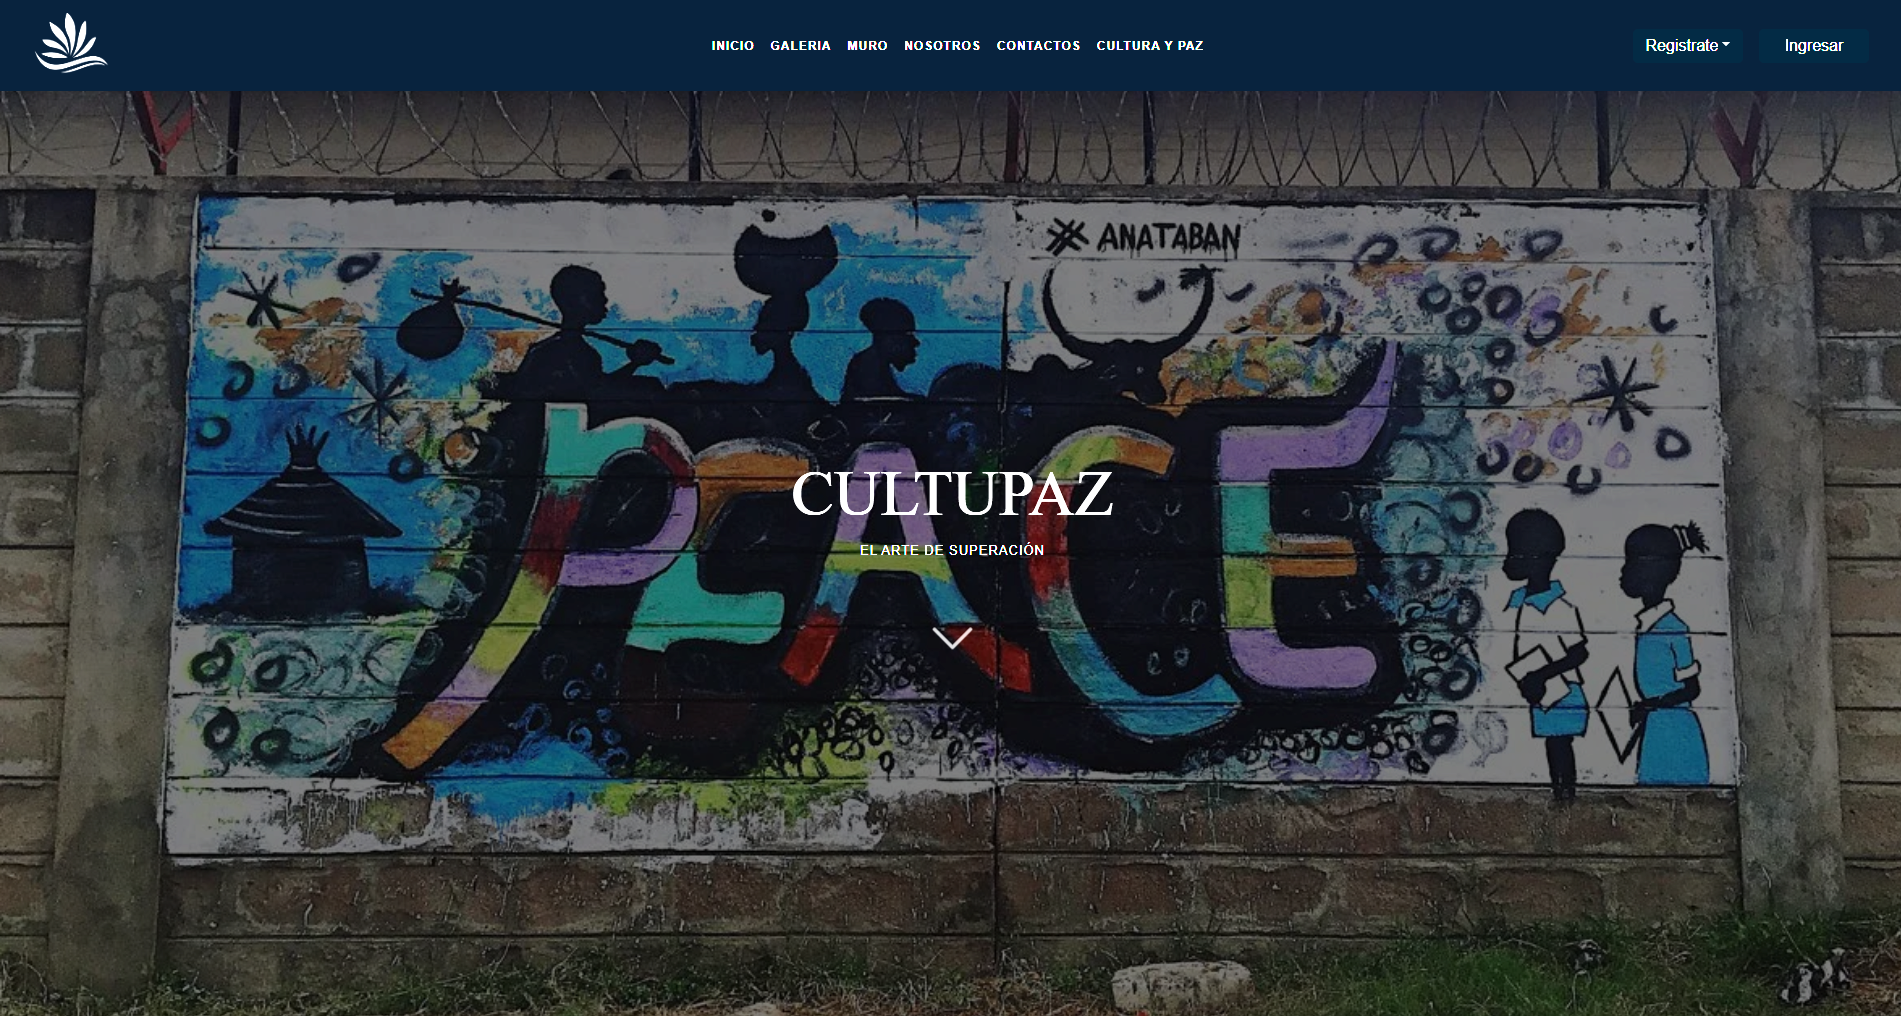 INICIO GALERIA MURO NOSOTROS CONTACTOS CULTURA Y PAZ Registrate Ingresar
# ANATABAN
PEACE
CULTUPAZ
EL ARTE DE SUPERACIÓN